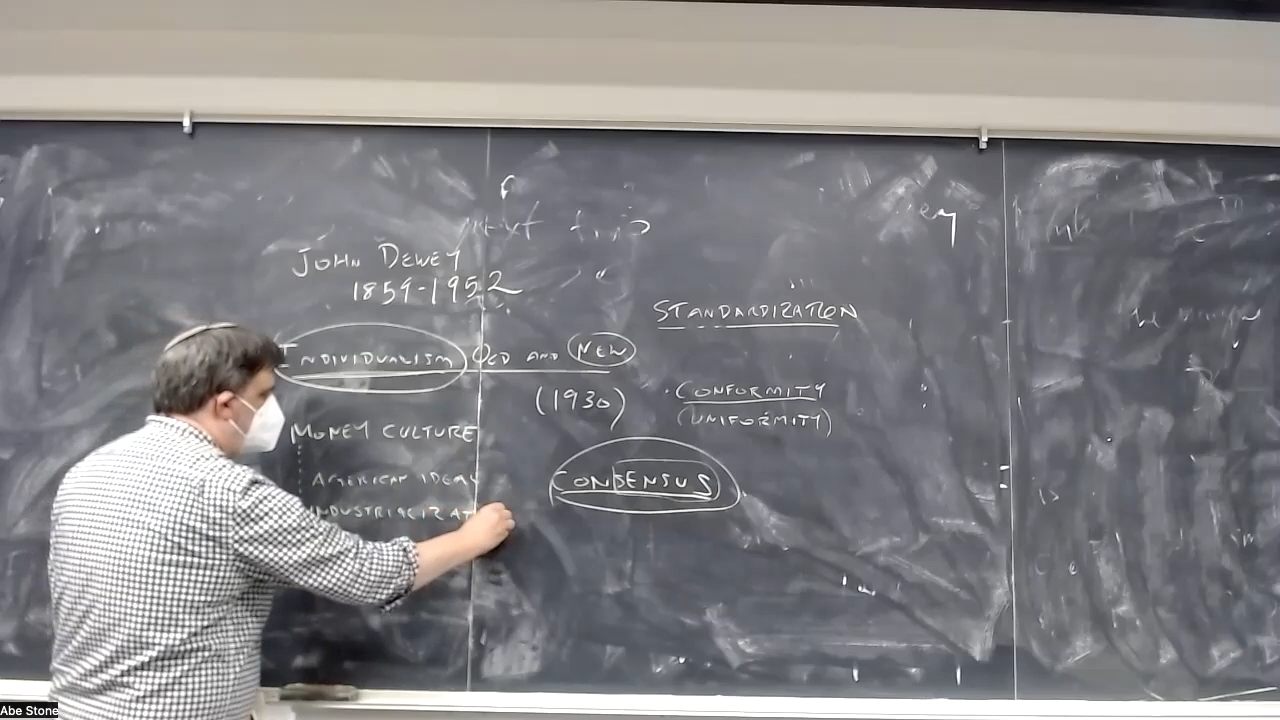 JOHN DEWEY
1859-1952
INDIVIDUALISM OLD AND NEW
(1930)
MONEY CULTURE
AMERICAN IDEAL
INDUSTRIALIZAT
STANDARDIZATION
CONFORMITY
(UNIFORMITY)
CONSENSUS
Abe Stone